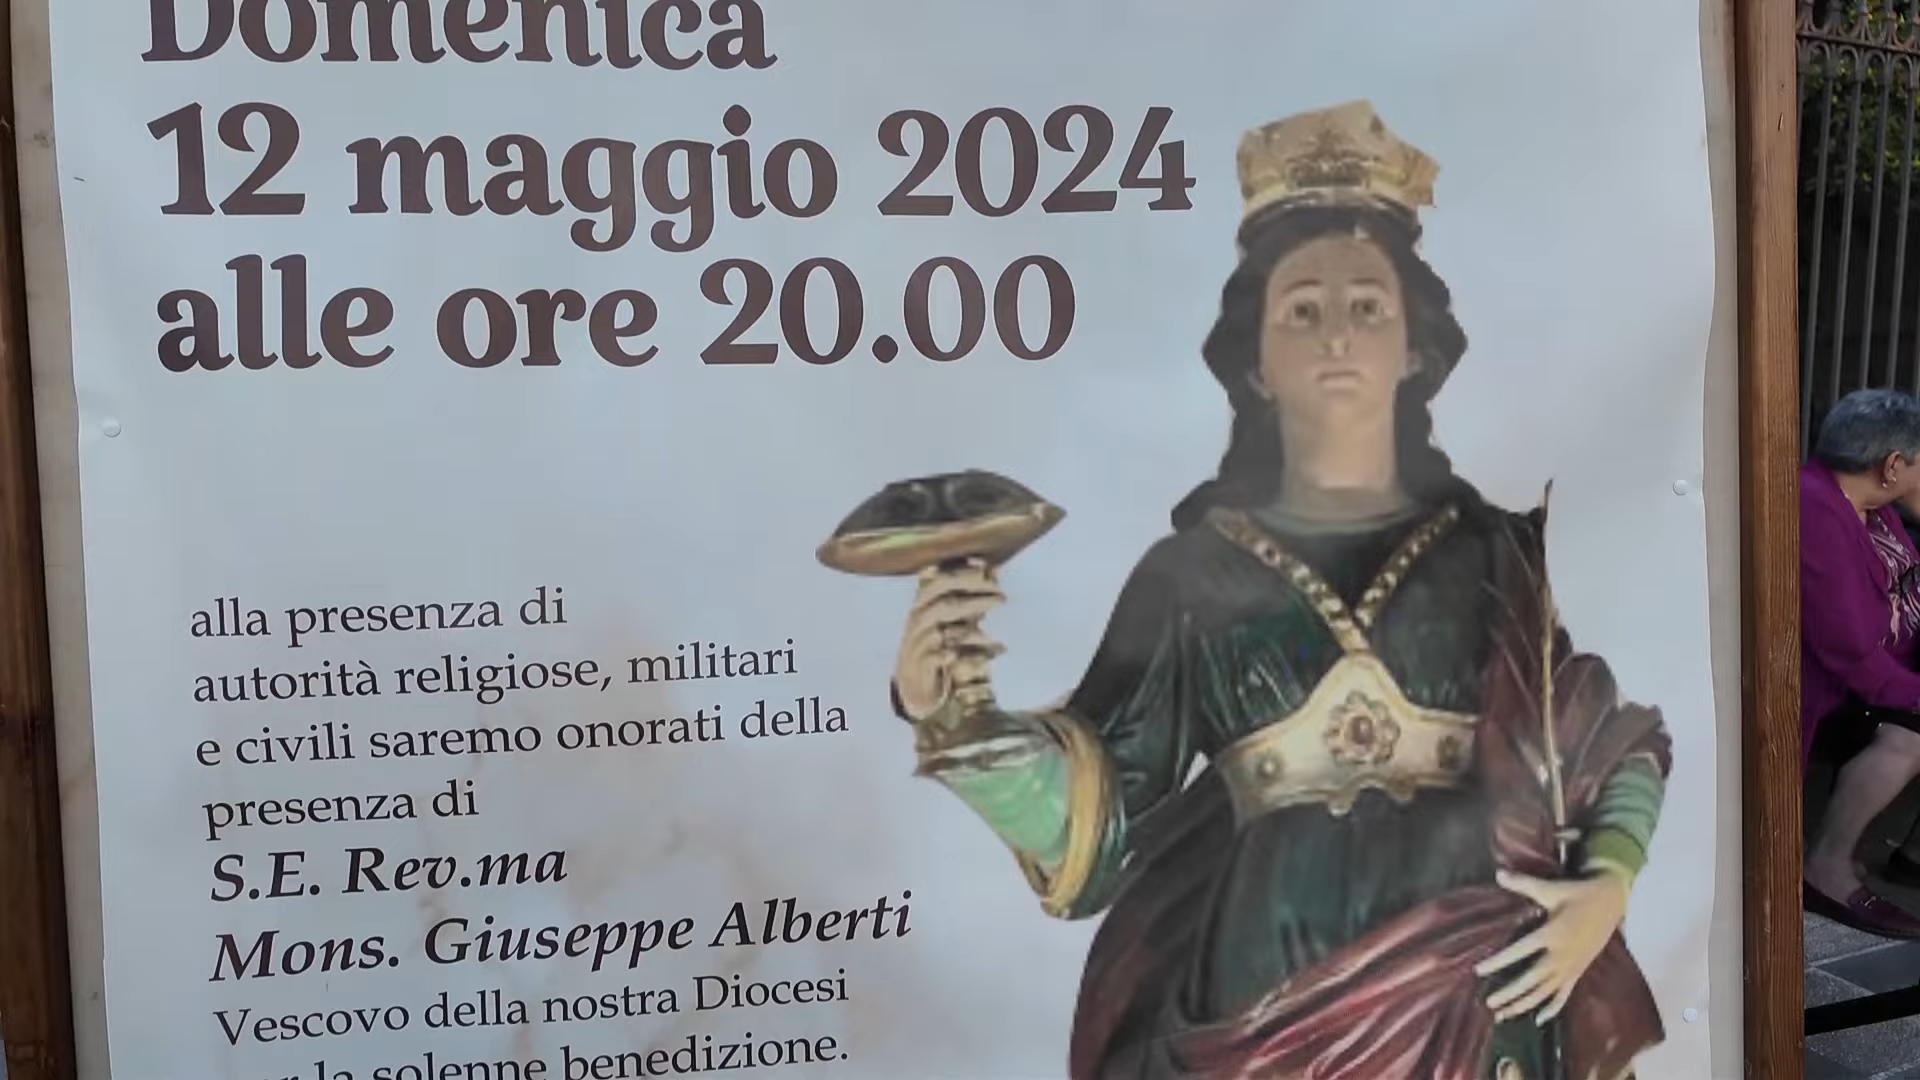 Domenica
12 maggio 2024
alle ore 20.00
alla presenza di
autorità religiose, militari
e civili saremo onorati della
presenza di
S.E. Rev.ma
Mons. Giuseppe Alberti
Vescovo della nostra Diocesi
la solenne benedizione.